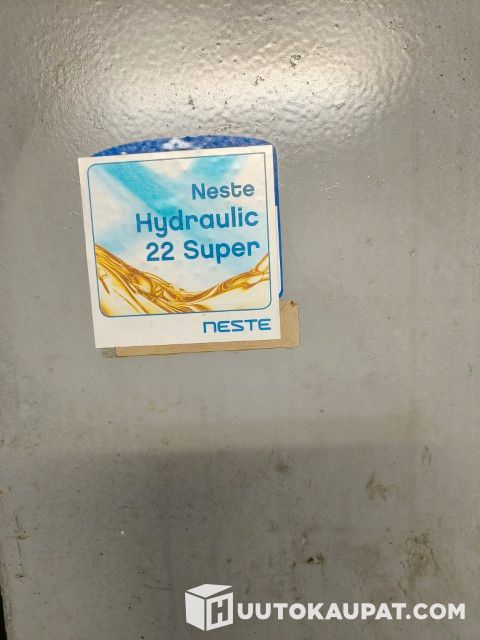 Neste
Hydraulic
22 Super
NESTE
HUUTOKAUPAT.COM